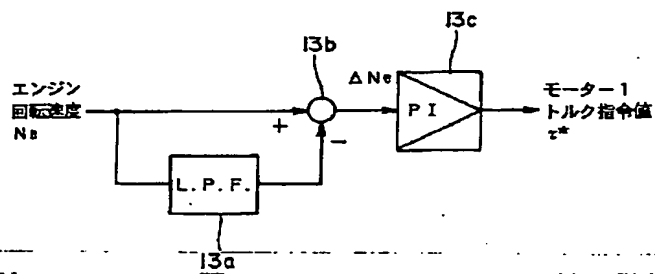 13c
13b
エンジン
回転速度
Ne
ΔNe
PI
モーター1
トルク指令値
τ*
+
−
L.P.F.
13a